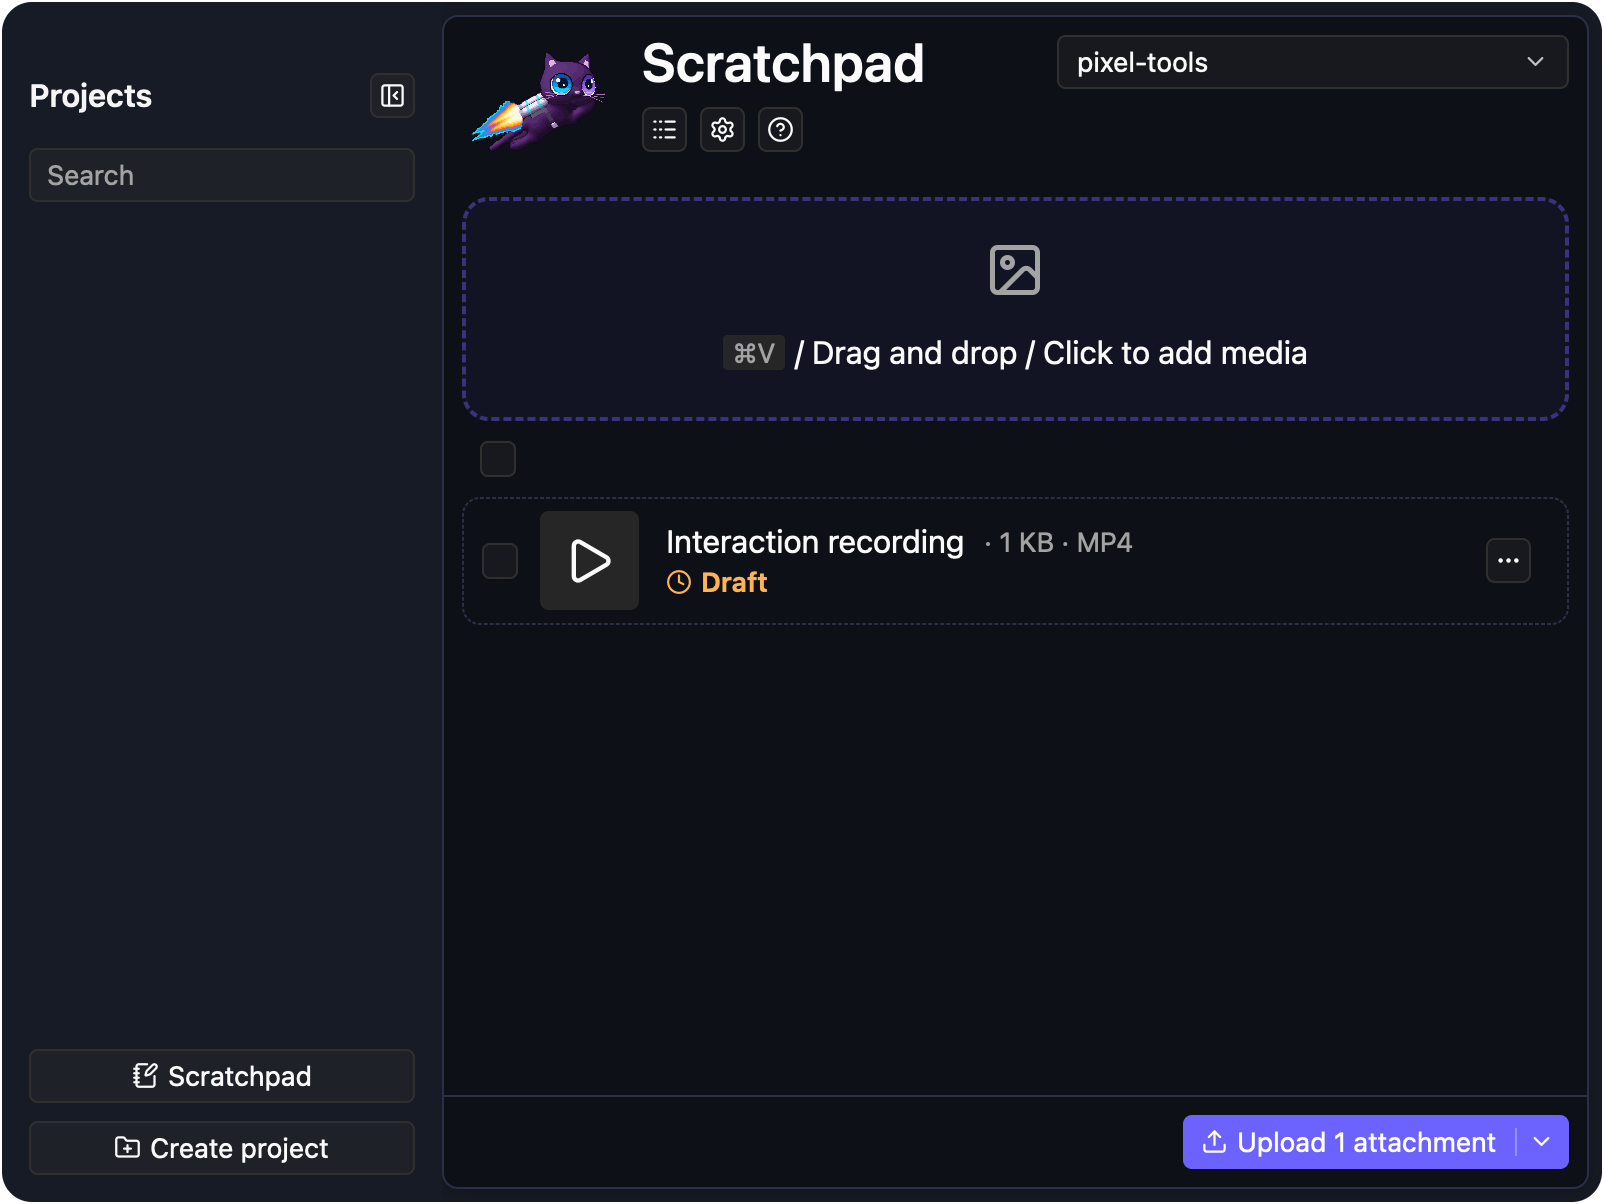 Projects
Search
Scratchpad
Create project
Scratchpad
pixel-tools
⌘V / Drag and drop / Click to add media
Interaction recording · 1 KB · MP4
Draft
Upload 1 attachment